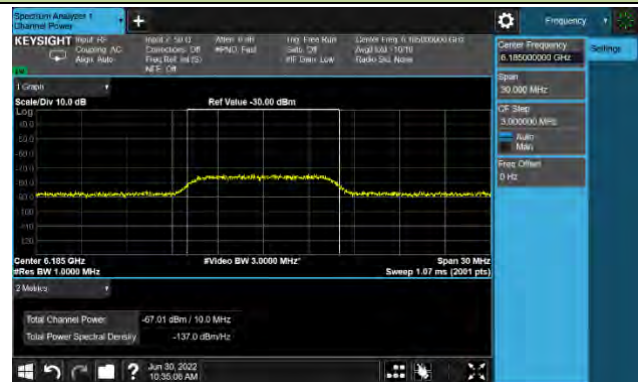 Spectrum Analyzer 1
Channel Power
Frequency
KEYSIGHT Input: RF
Coupling: AC
Align: Auto
Input Z: 50 Ω
Corrections: Off
Freq Ref: Int (S)
NFE: Off
Atten: 0 dB
#PNO: Fast
Trig: Free Run
Gate: Off
#IF Gain: Low
Center Freq: 6.185000000 GHz
Avg|Hold: 10/10
Radio Std: None
Center Frequency
6.185000000 GHz
Settings
Span
30.000 MHz
CF Step
3.000000 MHz
Auto
Man
Freq Offset
0 Hz
1 Graph
Scale/Div 10.0 dB
Ref Value -30.00 dBm
Log
Center 6.185 GHz
#Video BW 3.0000 MHz*
Span 30 MHz
#Res BW 1.0000 MHz
Sweep 1.07 ms (2001 pts)
2 Metrics
Total Channel Power
-67.01 dBm / 10.0 MHz
Total Power Spectral Density
-137.0 dBm/Hz
Jun 30, 2022
10:35:06 AM